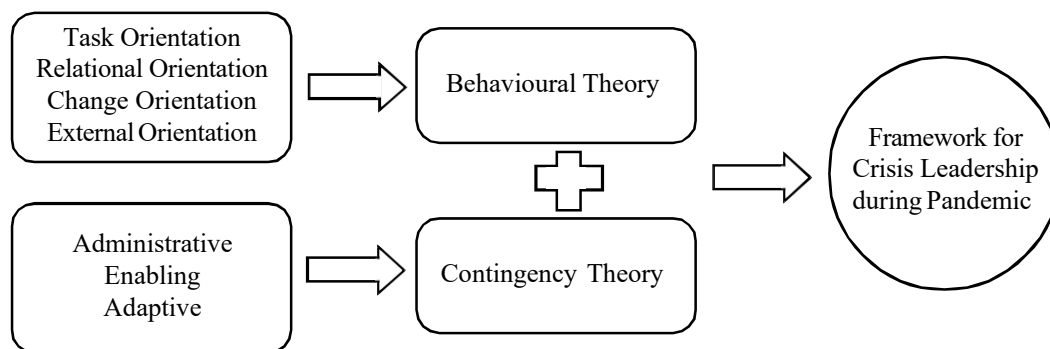 Task Orientation
Relational Orientation
Change Orientation
External Orientation
Behavioural Theory
Administrative
Enabling
Adaptive
Contingency Theory
Framework for
Crisis Leadership
during Pandemic